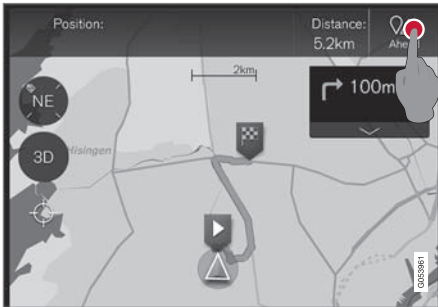 Position:
Distance:
5.2km
Ahe
2km
100m
NE
3D
Hisingen
G053961